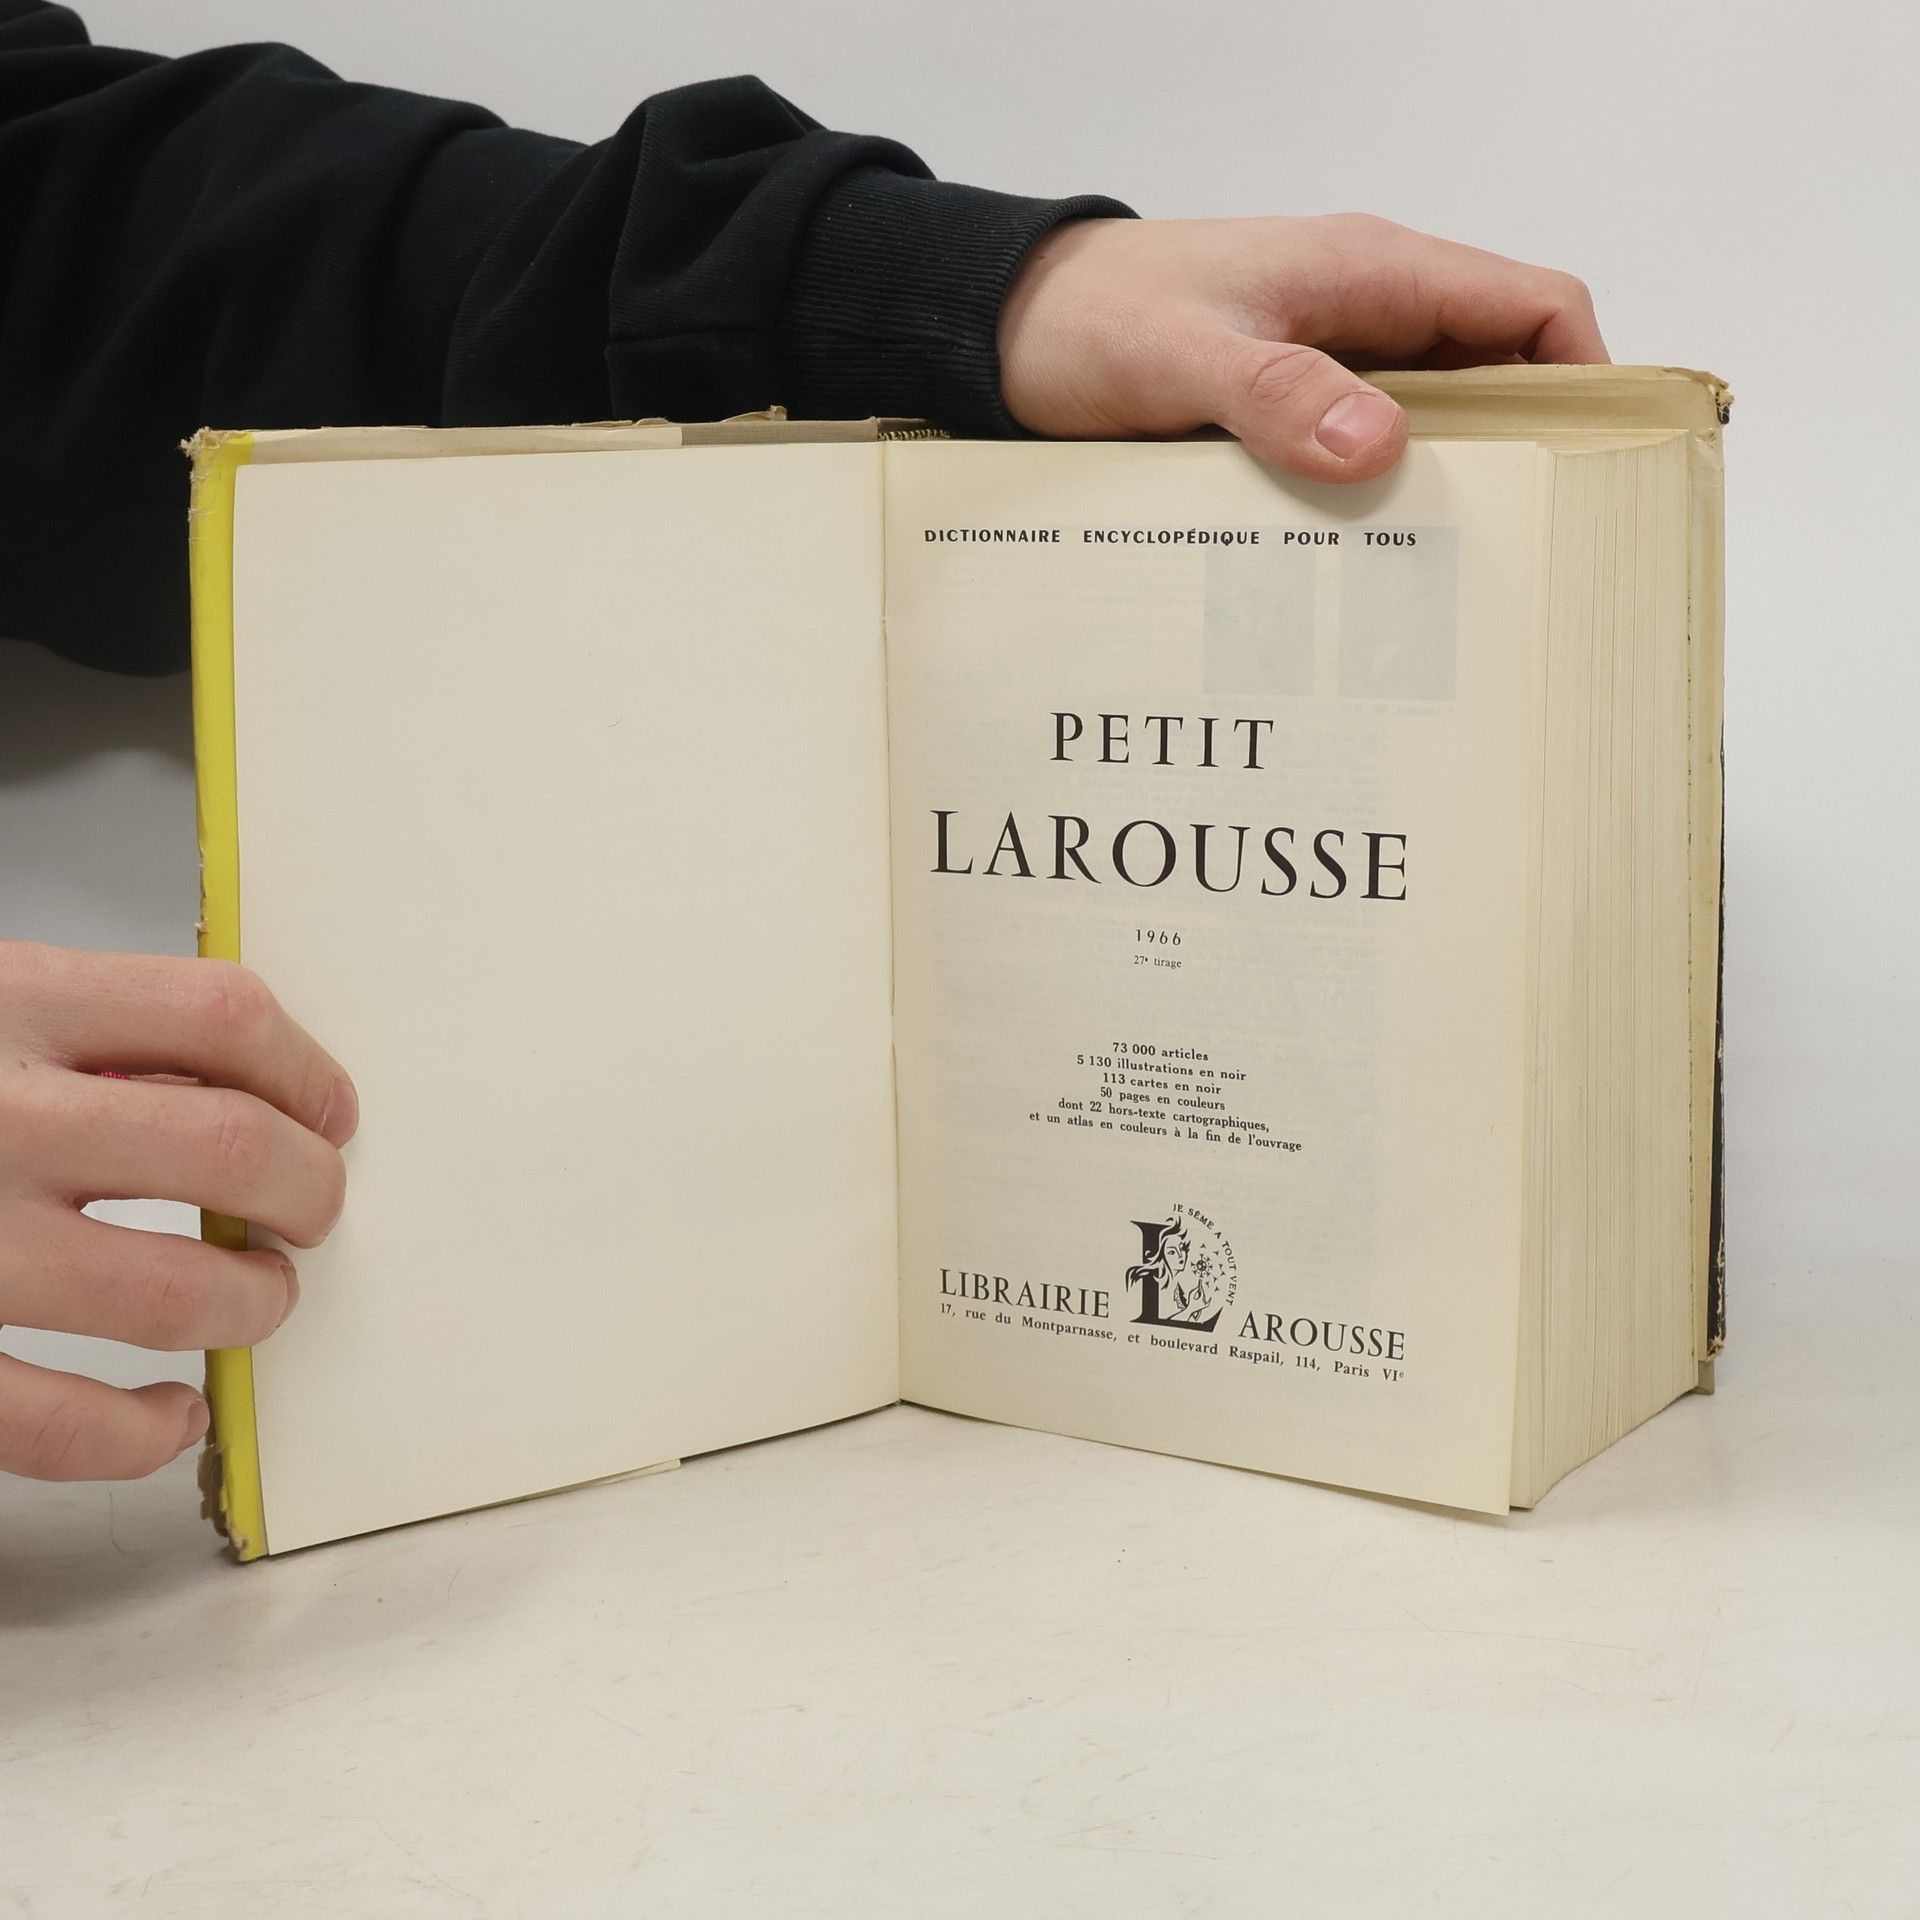 DICTIONNAIRE ENCYCLOPÉDIQUE POUR TOUS
PETIT
LAROUSSE
1966
27e tirage
73 000 articles
5 130 illustrations en noir
113 cartes en noir
50 pages en couleurs
dont 22 hors-texte cartographiques,
et un atlas en couleurs à la fin de l'ouvrage
JE SÈME A TOUT VENT
LIBRAIRIE LAROUSSE
17, rue du Montparnasse, et boulevard Raspail, 114, Paris VIe